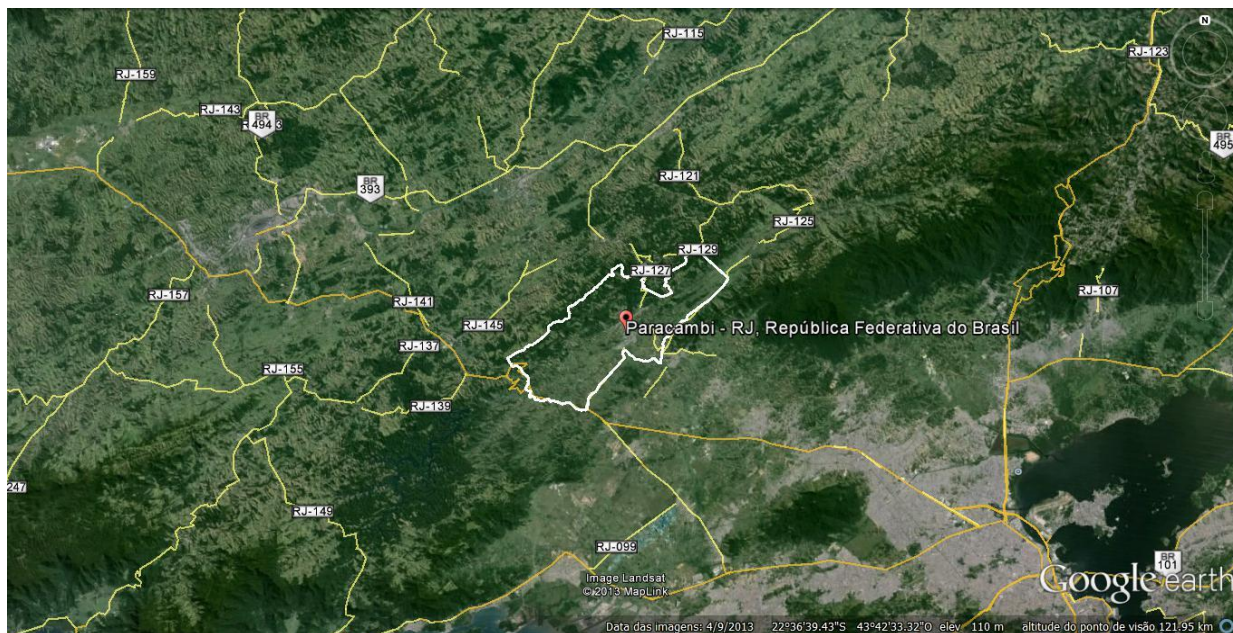 N
RJ-115
RJ-123
RJ-159
RJ-143
BR
494
BR
495
BR
393
RJ-121
RJ-125
RJ-129
RJ-127
RJ-157
RJ-141
RJ-107
RJ-145
Paracambi - RJ, República Federativa do Brasil
RJ-137
RJ-155
RJ-139
247
RJ-149
RJ-099
BR
101
Image Landsat
© 2013 MapLink
Google earth
Data das imagens: 4/9/2013 22°36'39.43"S 43°42'33.32"O elev 110 m altitude do ponto de visão 121.95 km